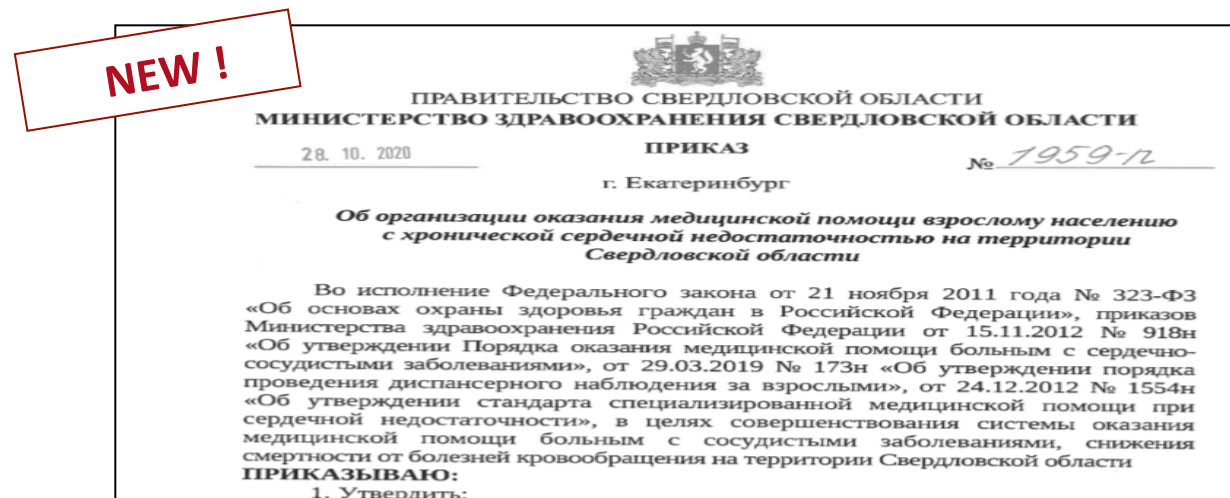 NEW !
ПРАВИТЕЛЬСТВО СВЕРДЛОВСКОЙ ОБЛАСТИ
МИНИСТЕРСТВО ЗДРАВООХРАНЕНИЯ СВЕРДЛОВСКОЙ ОБЛАСТИ
ПРИКАЗ
28. 10. 2020
№ 1959-п
г. Екатеринбург
Об организации оказания медицинской помощи взрослому населению
с хронической сердечной недостаточностью на территории
Свердловской области
Во исполнение Федерального закона от 21 ноября 2011 года № 323-ФЗ
«Об основах охраны здоровья граждан в Российской Федерации», приказов
Министерства здравоохранения Российской Федерации от 15.11.2012 № 918н
«Об утверждении Порядка оказания медицинской помощи больным с сердечно-
сосудистыми заболеваниями», от 29.03.2019 № 173н «Об утверждении порядка
проведения диспансерного наблюдения за взрослыми», от 24.12.2012 № 1554н
«Об утверждении стандарта специализированной медицинской помощи при
сердечной недостаточности», в целях совершенствования системы оказания
медицинской помощи больным с сосудистыми заболеваниями, снижения
смертности от болезней кровообращения на территории Свердловской области
ПРИКАЗЫВАЮ:
1. Утвердить: